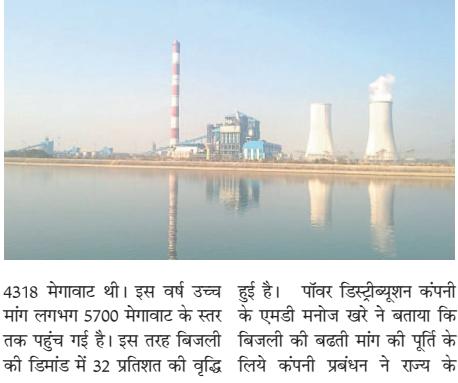 4318 मेगावाट थी। इस वर्ष उच्च
मांग लगभग 5700 मेगावाट के स्तर
तक पहुंच गई है। इस तरह बिजली
की डिमांड में 32 प्रतिशत की वृद्धि
हुई है। पॉवर डिस्ट्रीब्यूशन कंपनी
के एमडी मनोज खरे ने बताया कि
बिजली की बढती मांग की पूर्ति के
लिये कंपनी प्रबंधन ने राज्य के